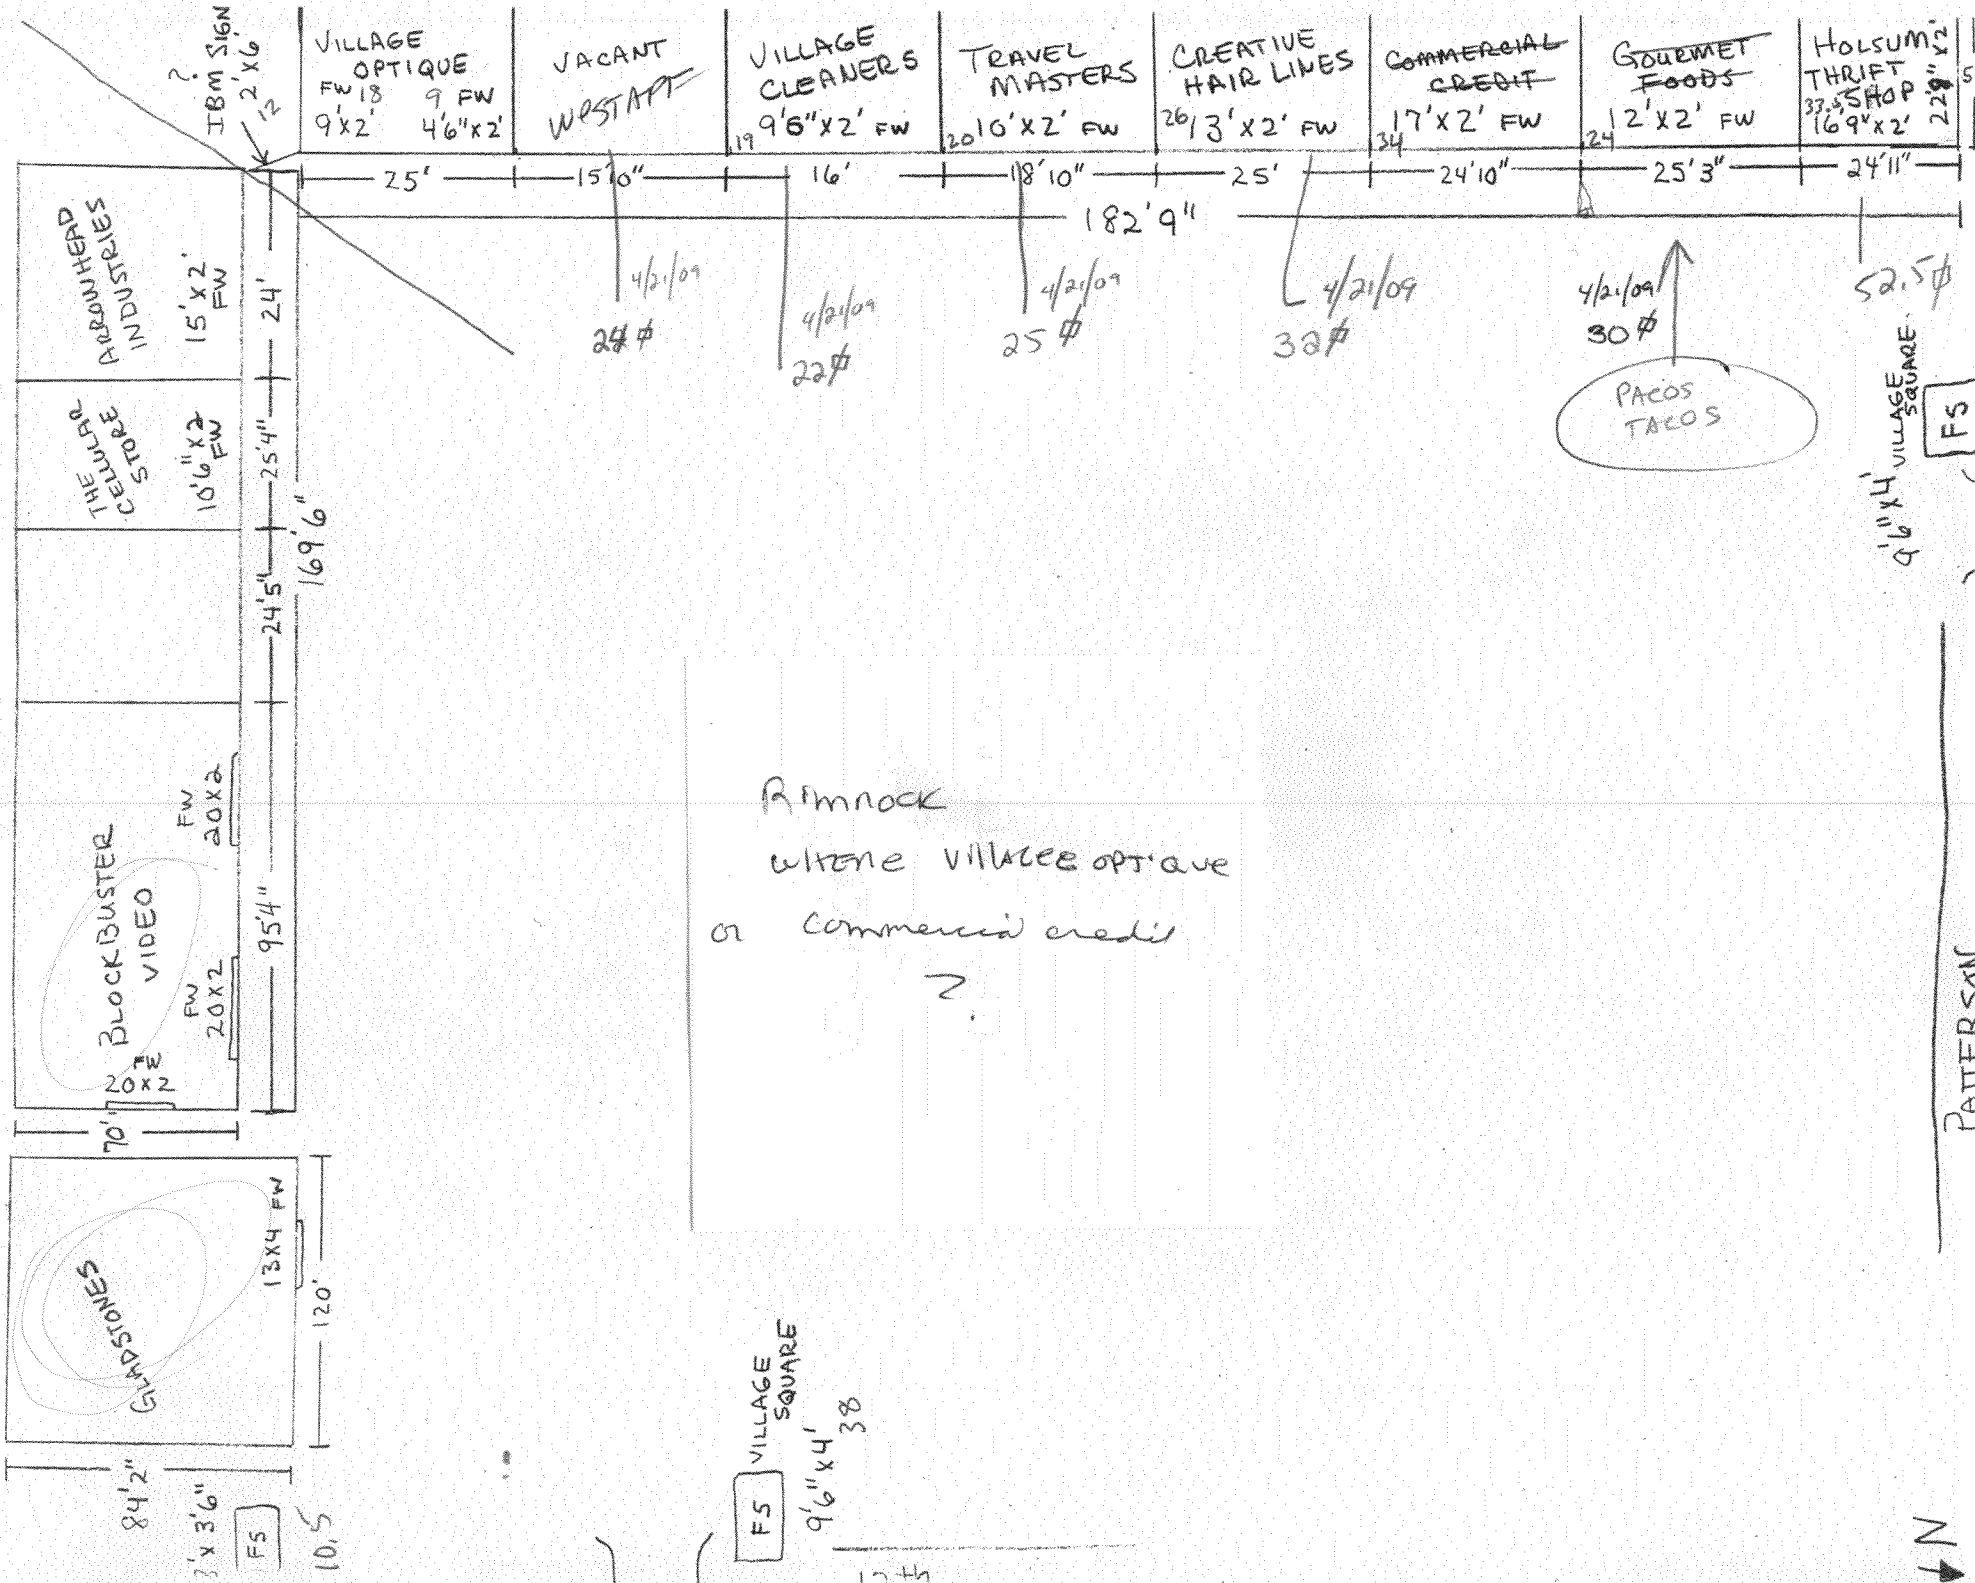 ?
IBM SIGN
2'x6'
12
VILLAGE
OPTIQUE
FW 18 9 FW
9'x2' 4'6"x2'
VACANT
VILLAGE
CLEANERS
19 9'6"x2' FW
TRAVEL
MASTERS
20 10'x2' FW
CREATIVE
HAIR LINES
26 13'x2' FW
COMMERCIAL
CREDIT
34 17'x2' FW
GOURMET
FOODS
24 12'x2' FW
HOLSUM
THRIFT
SHOP
33.5
16'9"x2'
5
25'
15'10"
16'
18'10"
25'
24'10"
25'3"
24'11"
182'9"
4/21/09
4/21/09
22
4/21/09
25
4/21/09
32
4/21/09
30
52.5
PACOS
TACOS
ARROWHEAD
INDUSTRIES
15'x2'
FW
24'
THE
CELLULAR
STORE
10'6"x2
FW
25'4"
169'6"
24'5"
BLOCKBUSTER
VIDEO
FW
20x2
FW
20x2
20x2
95'4"
70'
GLADSTONES
13x4 FW
120'
84'2"
3'x3'6"
FS
10.5
Rimrock
where Village optique
or commercial credit
?
VILLAGE
SQUARE
FS
9'6"x4'
VILLAGE
SQUARE
FS
9'6"x4'
38
12th
PATTERSON
N